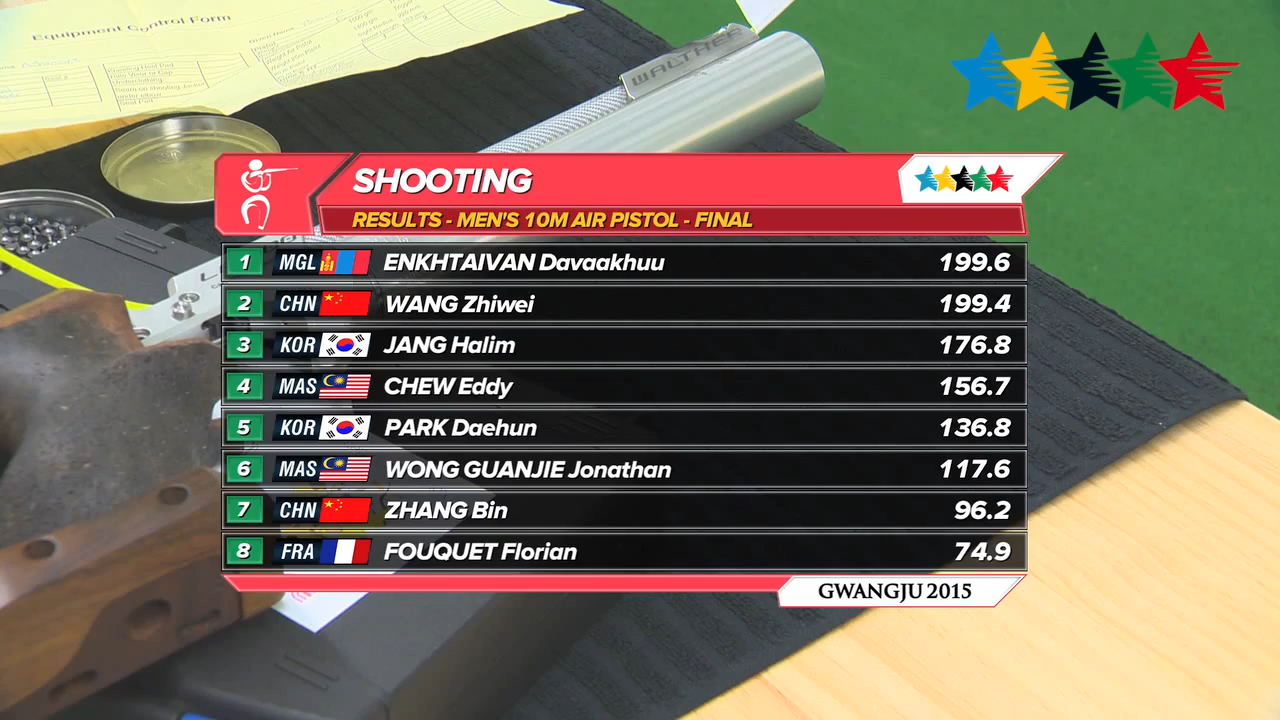 Equipment Control Form
WALTHER
SHOOTING
RESULTS - MEN'S 10M AIR PISTOL - FINAL
1 MGL ENKHTAIVAN Davaakhuu 199.6
2 CHN WANG Zhiwei 199.4
3 KOR JANG Halim 176.8
4 MAS CHEW Eddy 156.7
5 KOR PARK Daehun 136.8
6 MAS WONG GUANJIE Jonathan 117.6
7 CHN ZHANG Bin 96.2
8 FRA FOUQUET Florian 74.9
GWANGJU 2015